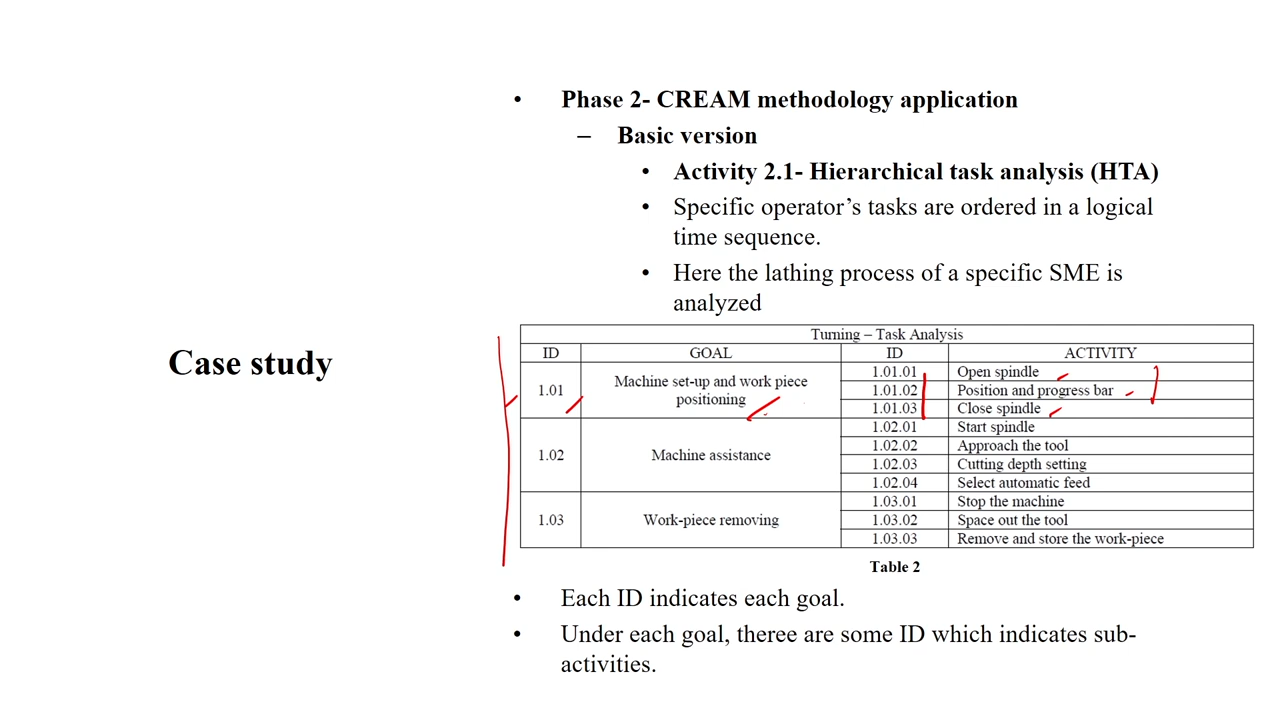 Case study
• Phase 2- CREAM methodology application
– Basic version
• Activity 2.1- Hierarchical task analysis (HTA)
• Specific operator’s tasks are ordered in a logical
time sequence.
• Here the lathing process of a specific SME is
analyzed
Turning – Task Analysis
ID GOAL ID ACTIVITY
1.01 Machine set-up and work piece positioning
1.01.01 Open spindle
1.01.02 Position and progress bar
1.01.03 Close spindle
1.02 Machine assistance
1.02.01 Start spindle
1.02.02 Approach the tool
1.02.03 Cutting depth setting
1.02.04 Select automatic feed
1.03 Work-piece removing
1.03.01 Stop the machine
1.03.02 Space out the tool
1.03.03 Remove and store the work-piece
Table 2
• Each ID indicates each goal.
• Under each goal, theree are some ID which indicates sub-
activities.